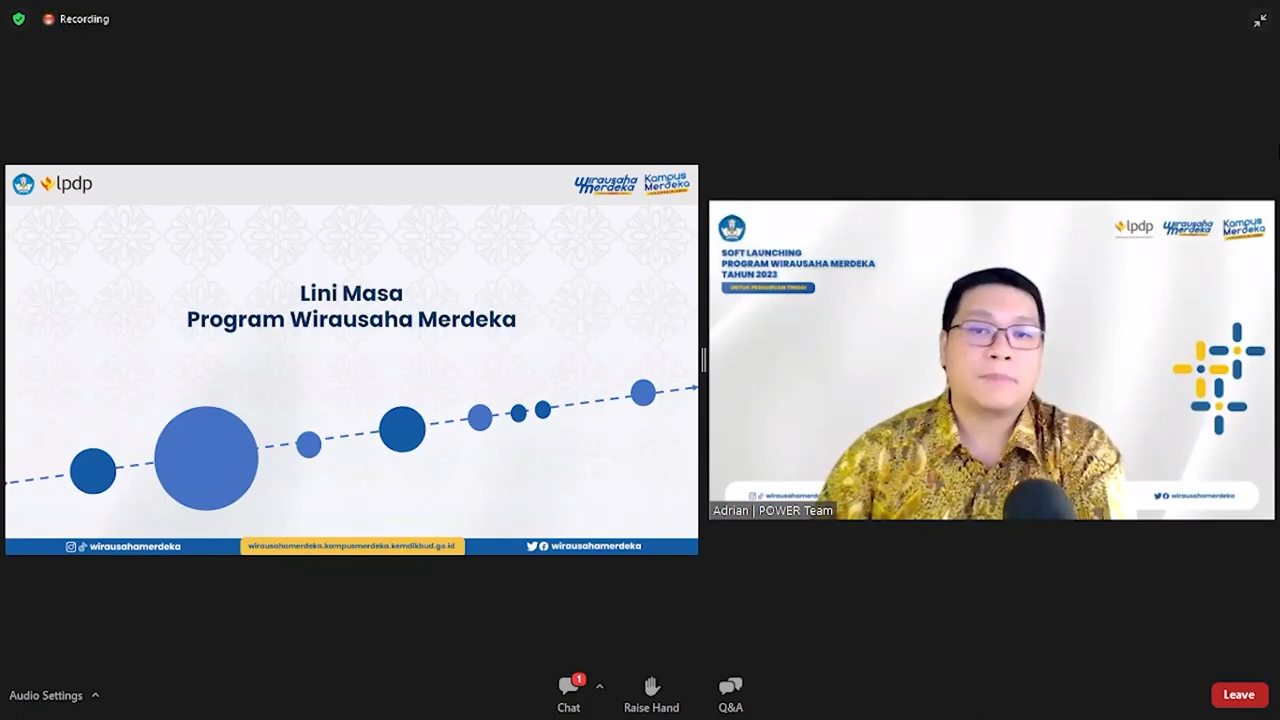 Recording
lpdp
Wirausaha
Merdeka
Kampus
Merdeka
Lini Masa
Program Wirausaha Merdeka
wirausahamerdeka
wirausahamerdeka.kampusmerdeka.kemdikbud.go.id
wirausahamerdeka
lpdp
Wirausaha
Merdeka
Kampus
Merdeka
SOFT LAUNCHING
PROGRAM WIRAUSAHA MERDEKA
TAHUN 2023
UNTUK PERGURUAN TINGGI
wirausahamerd
wirausahamerdeka
Adrian | POWER Team
Audio Settings
1
Chat
Raise Hand
Q&A
Leave